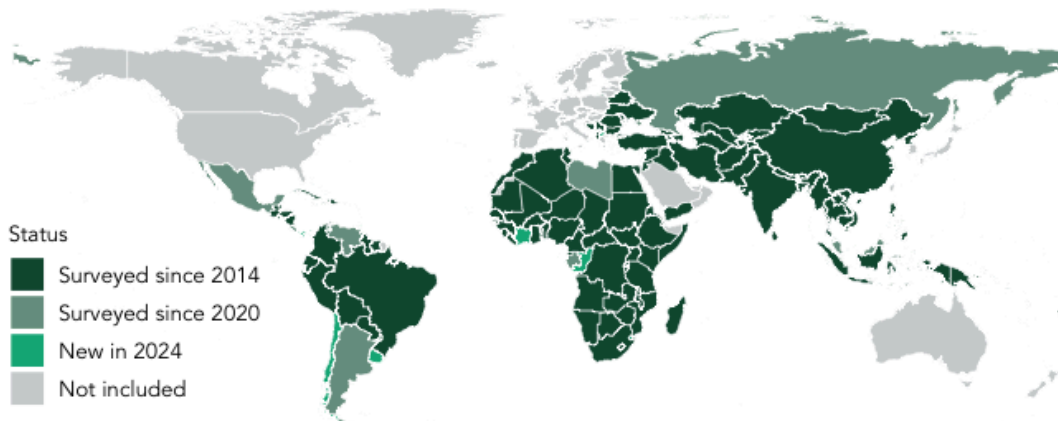 Status
Surveyed since 2014
Surveyed since 2020
New in 2024
Not included